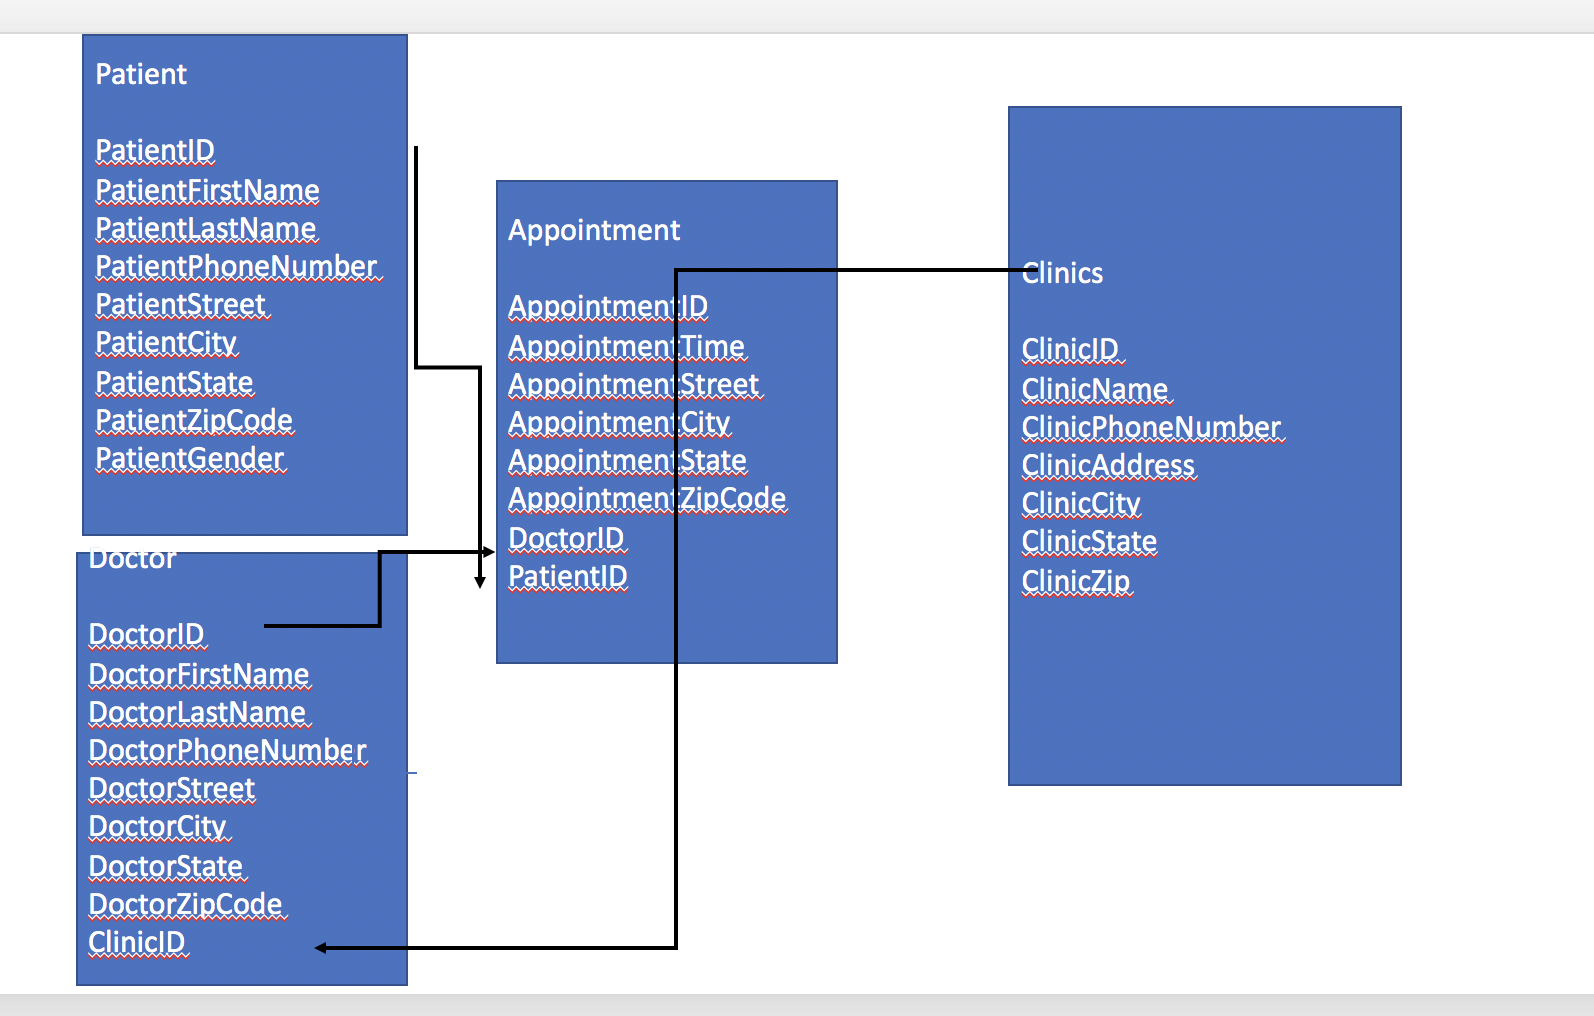 Patient
PatientID
PatientFirstName
PatientLastName
PatientPhoneNumber
PatientStreet
PatientCity
PatientState
PatientZipCode
PatientGender
Doctor
DoctorID
DoctorFirstName
DoctorLastName
DoctorPhoneNumber
DoctorStreet
DoctorCity
DoctorState
DoctorZipCode
ClinicID
Appointment
AppointmentID
AppointmentTime
AppointmentStreet
AppointmentCity
AppointmentState
AppointmentZipCode
DoctorID
PatientID
Clinics
ClinicID
ClinicName
ClinicPhoneNumber
ClinicAddress
ClinicCity
ClinicState
ClinicZip